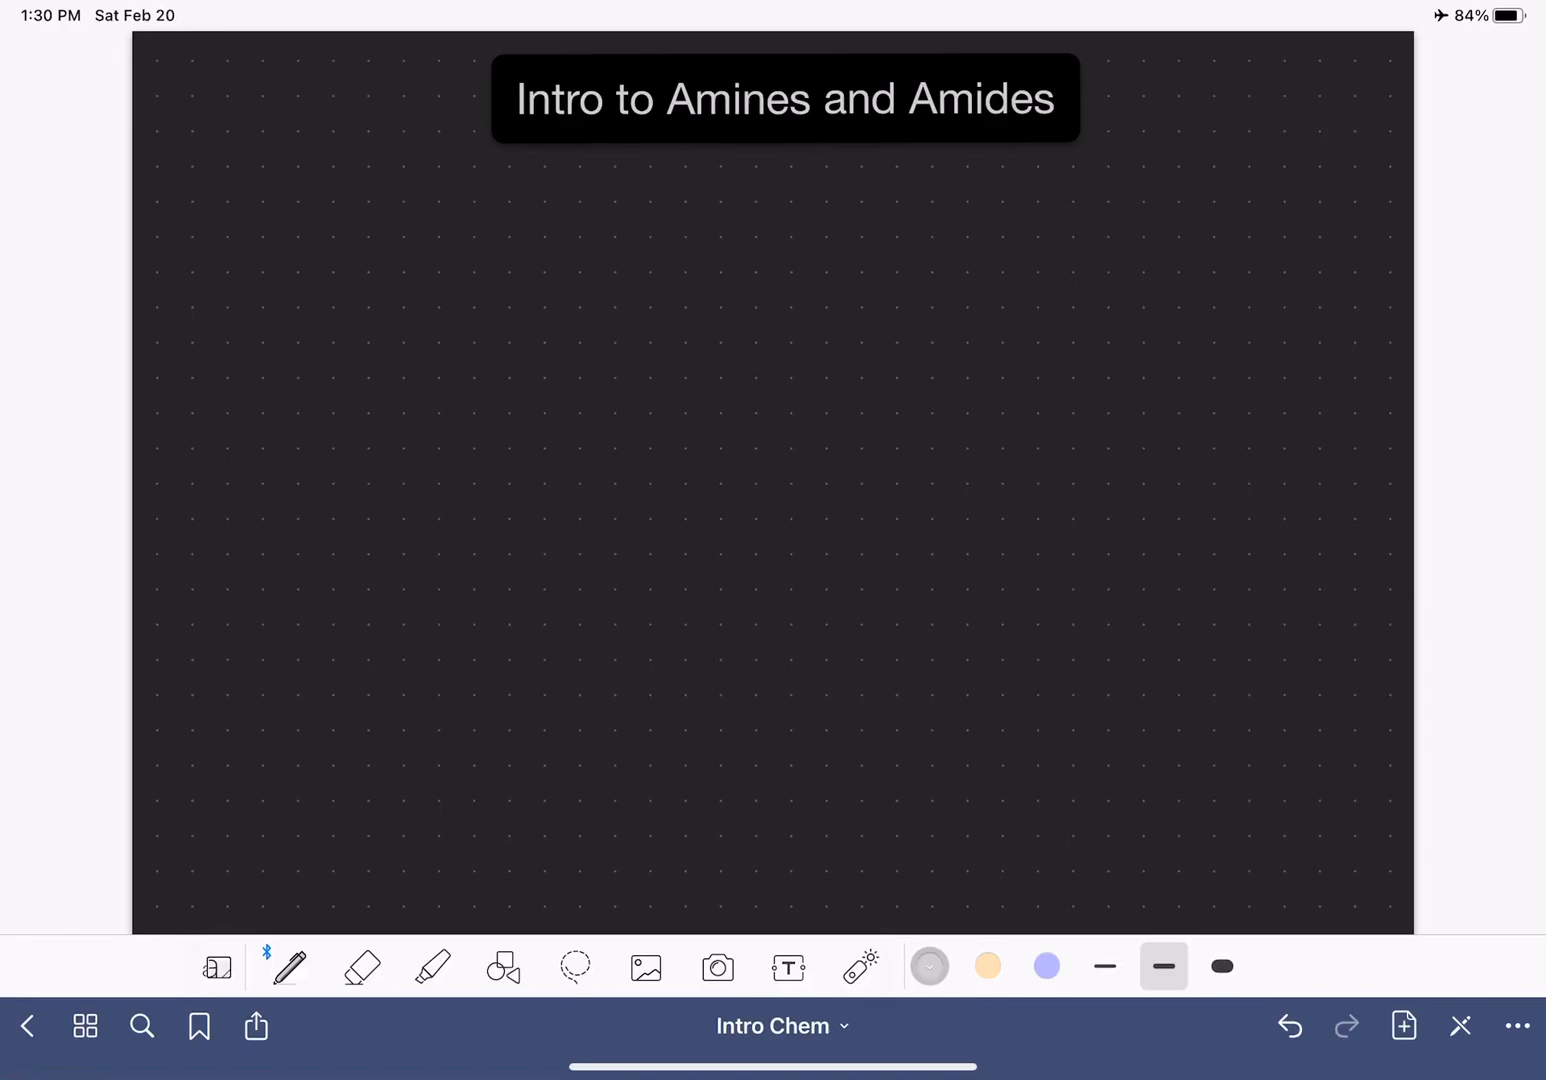 1:30 PM Sat Feb 20
84%
Intro to Amines and Amides
Intro Chem